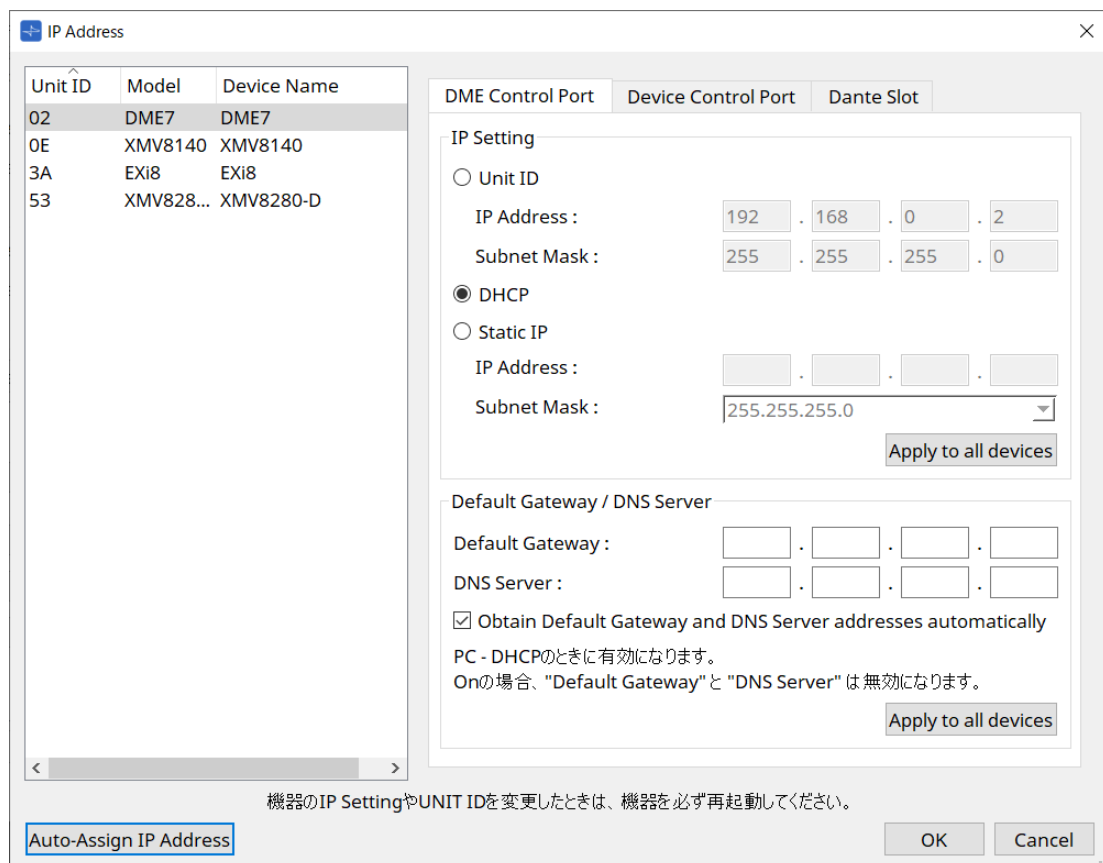 IP Address
Unit ID Model Device Name
02 DME7 DME7
0E XMV8140 XMV8140
3A EXi8 EXi8
53 XMV828... XMV8280-D
DME Control Port Device Control Port Dante Slot
IP Setting
Unit ID
IP Address : 192 . 168 . 0 . 2
Subnet Mask : 255 . 255 . 255 . 0
DHCP
Static IP
IP Address : . . .
Subnet Mask : 255.255.255.0
Apply to all devices
Default Gateway / DNS Server
Default Gateway : . . .
DNS Server : . . .
Obtain Default Gateway and DNS Server addresses automatically
PC - DHCPのときに有効になります。
Onの場合、"Default Gateway"と "DNS Server" は無効になります。
Apply to all devices
機器のIP SettingやUNIT IDを変更したときは、機器を必ず再起動してください。
Auto-Assign IP Address OK Cancel